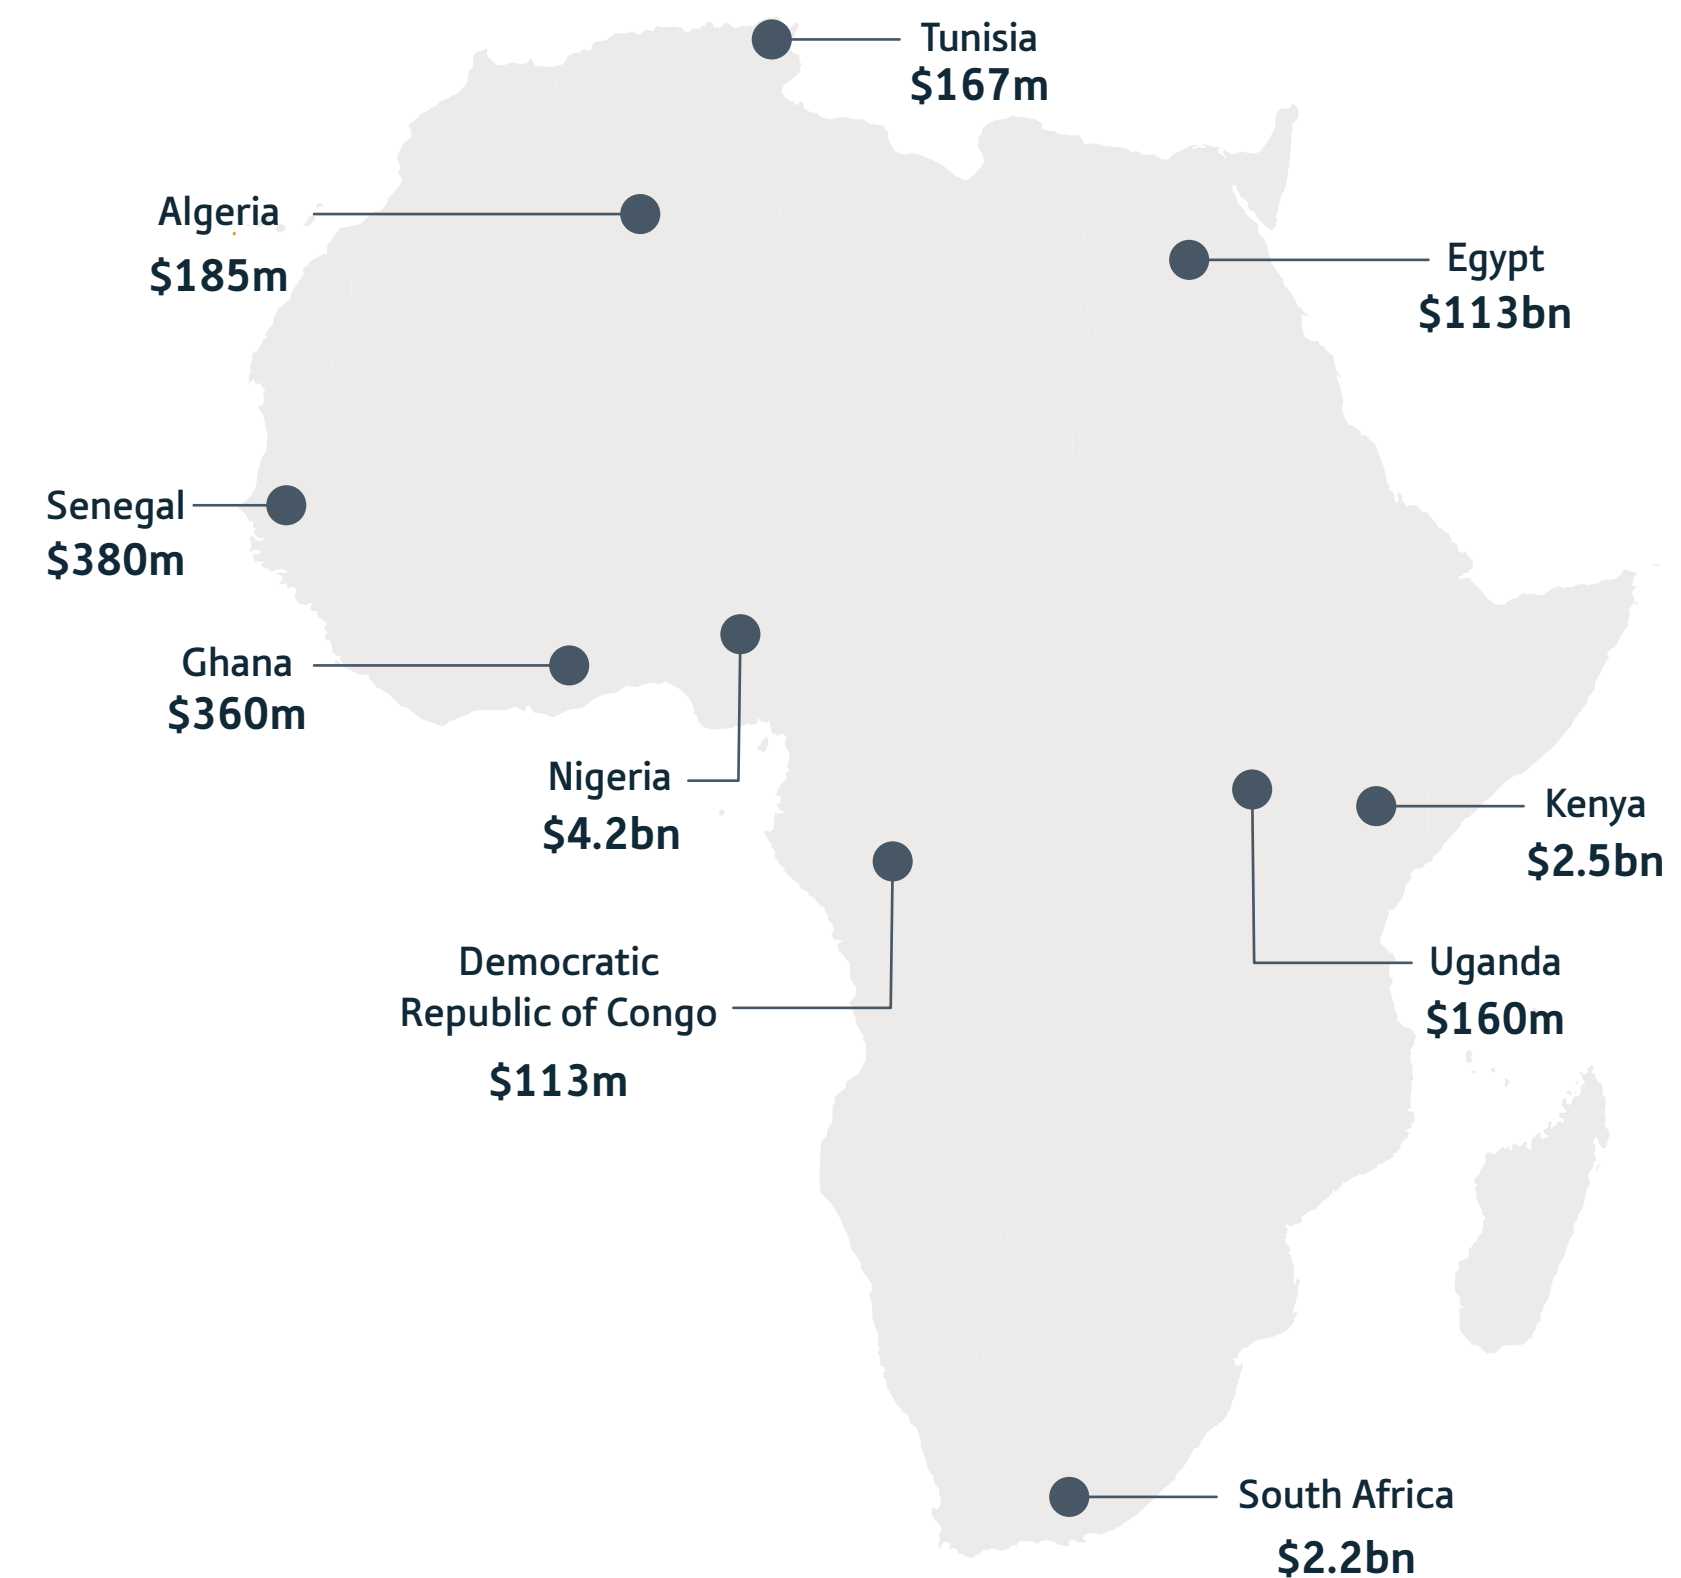 Tunisia
$167m
Algeria
$185m
Egypt
$113bn
Senegal
$380m
Ghana
$360m
Nigeria
$4.2bn
Kenya
$2.5bn
Democratic
Republic of Congo
$113m
Uganda
$160m
South Africa
$2.2bn